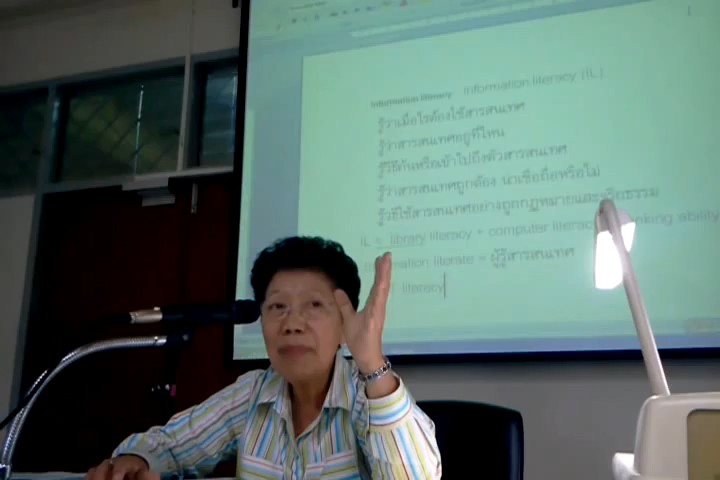 Information literacy    Information literacy (IL)
รู้ว่าเมื่อไรต้องใช้สารสนเทศ
รู้ว่าสารสนเทศอยู่ที่ไหน
รู้วิธีค้นหรือเข้าไปถึงตัวสารสนเทศ
รู้ว่าสารสนเทศถูกต้อง น่าเชื่อถือหรือไม่
รู้วิธีใช้สารสนเทศอย่างถูกกฎหมายและจริยธรรม
IL = library literacy + computer literacy ability
Information literate = ผู้รู้สารสนเทศ
literacy